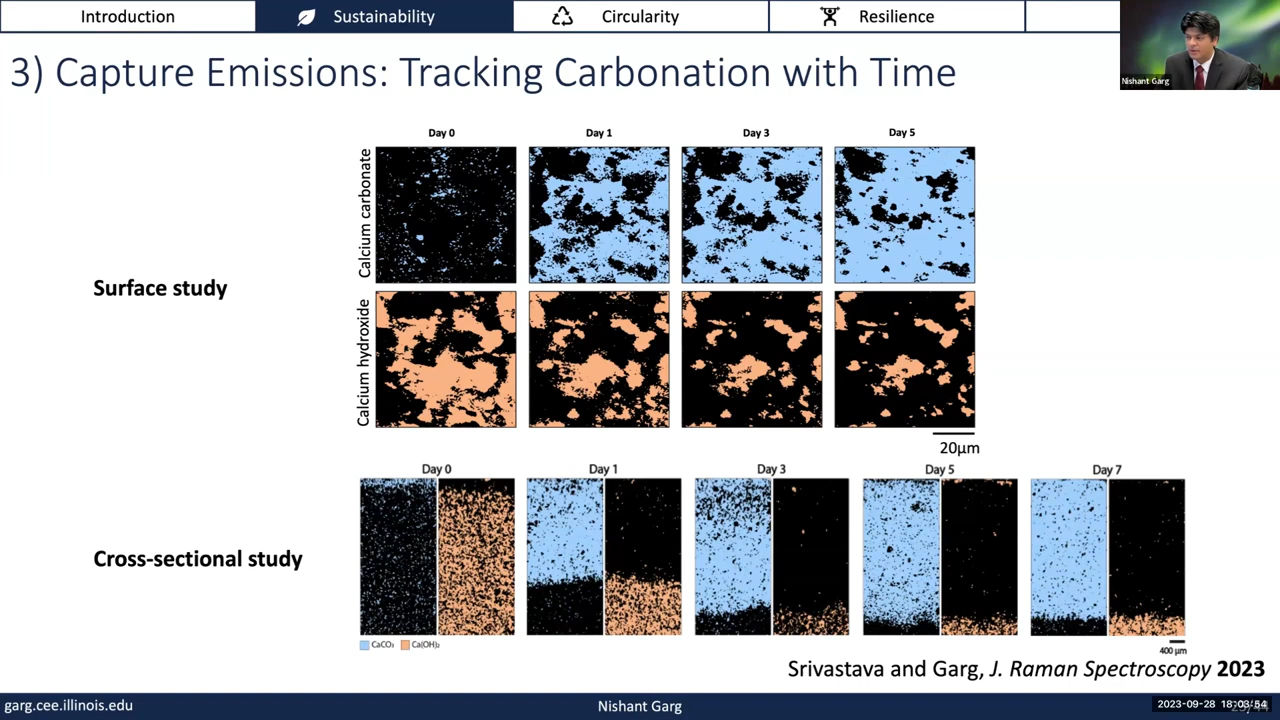 Introduction
Sustainability
Circularity
Resilience
Nishant Garg
3) Capture Emissions: Tracking Carbonation with Time
Day 0 Day 1 Day 3 Day 5
Calcium carbonate
Surface study
Calcium hydroxide
20µm
Day 0 Day 1 Day 3 Day 5 Day 7
Cross-sectional study
CaCO₃ Ca(OH)₂
400 µm
Srivastava and Garg, J. Raman Spectroscopy 2023
garg.cee.illinois.edu
Nishant Garg
2023-09-28 18:03:54